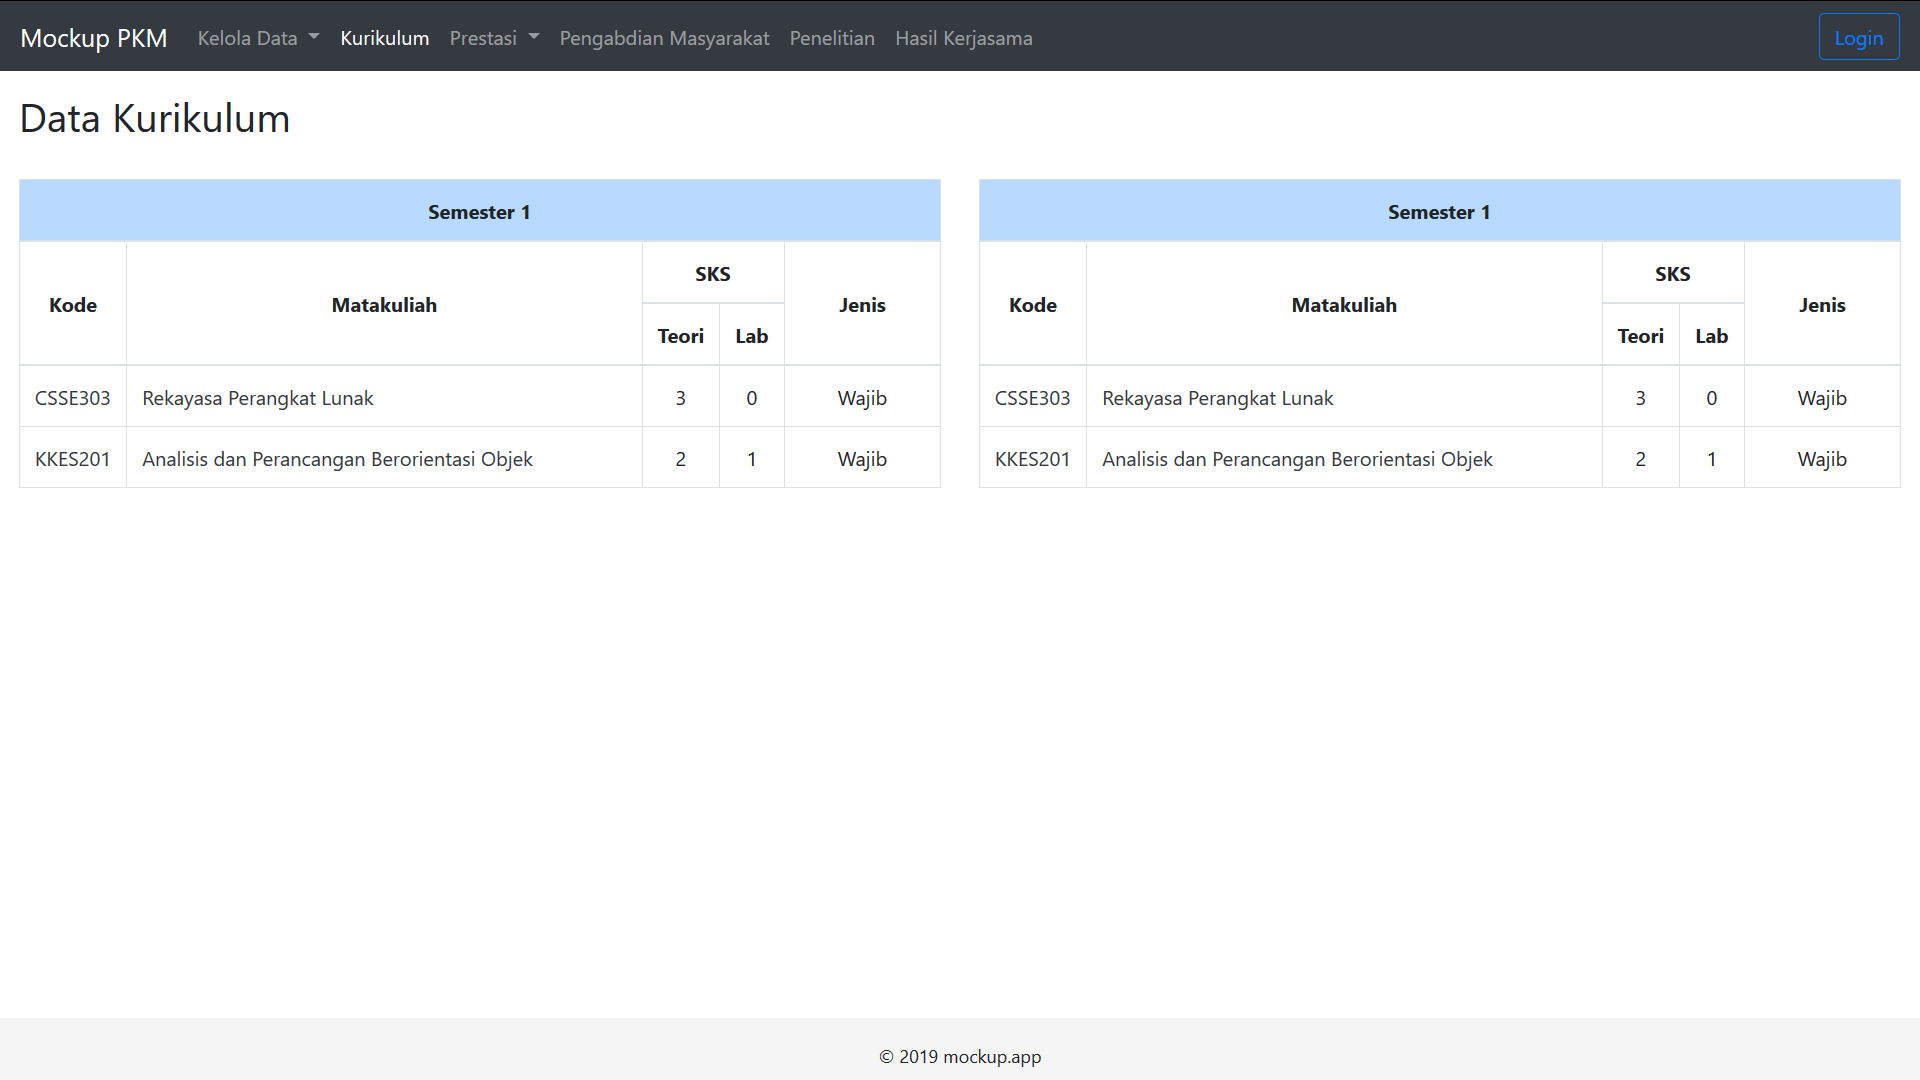 Mockup PKM Kelola Data Kurikulum Prestasi Pengabdian Masyarakat Penelitian Hasil Kerjasama Login
Data Kurikulum
Semester 1
Kode Matakuliah SKS Jenis
Teori Lab
CSSE303 Rekayasa Perangkat Lunak 3 0 Wajib
KKES201 Analisis dan Perancangan Berorientasi Objek 2 1 Wajib
Semester 1
Kode Matakuliah SKS Jenis
Teori Lab
CSSE303 Rekayasa Perangkat Lunak 3 0 Wajib
KKES201 Analisis dan Perancangan Berorientasi Objek 2 1 Wajib
© 2019 mockup.app